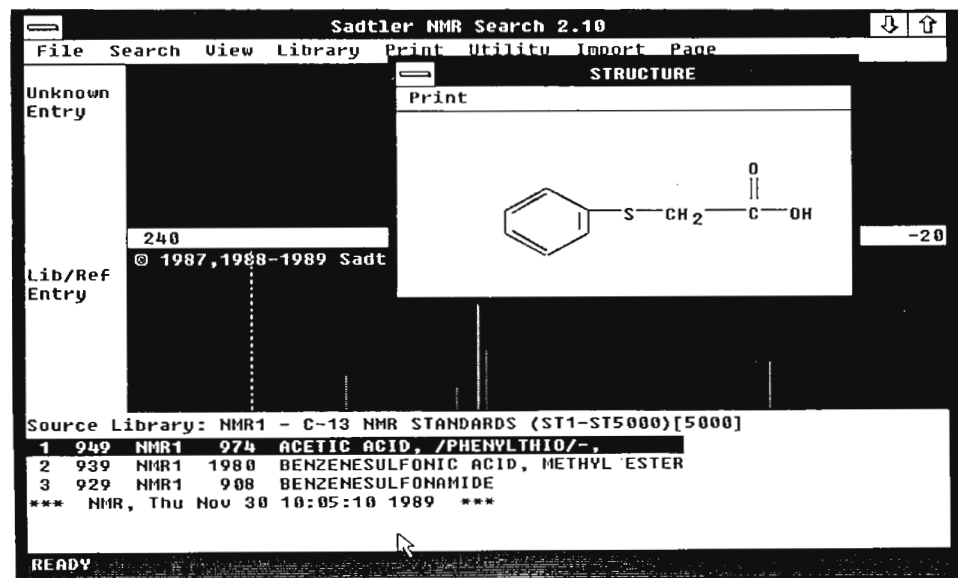 Sadtler NMR Search 2.10
File Search View Library Print Utilitu Import Page
STRUCTURE
Print
Unknown
Entry
O
S CH2 C OH
240 -20
© 1987,1988-1989 Sadt
Lib/Ref
Entry
Source Library: NMR1 - C-13 NMR STANDARDS (ST1-ST5000)[5000]
1 949 NMR1 974 ACETIC ACID, /PHENYLTHIO/-,
2 939 NMR1 1980 BENZENESULFONIC ACID, METHYL ESTER
3 929 NMR1 908 BENZENESULFONAMIDE
*** NMR, Thu Nov 30 10:05:10 1989 ***
READY